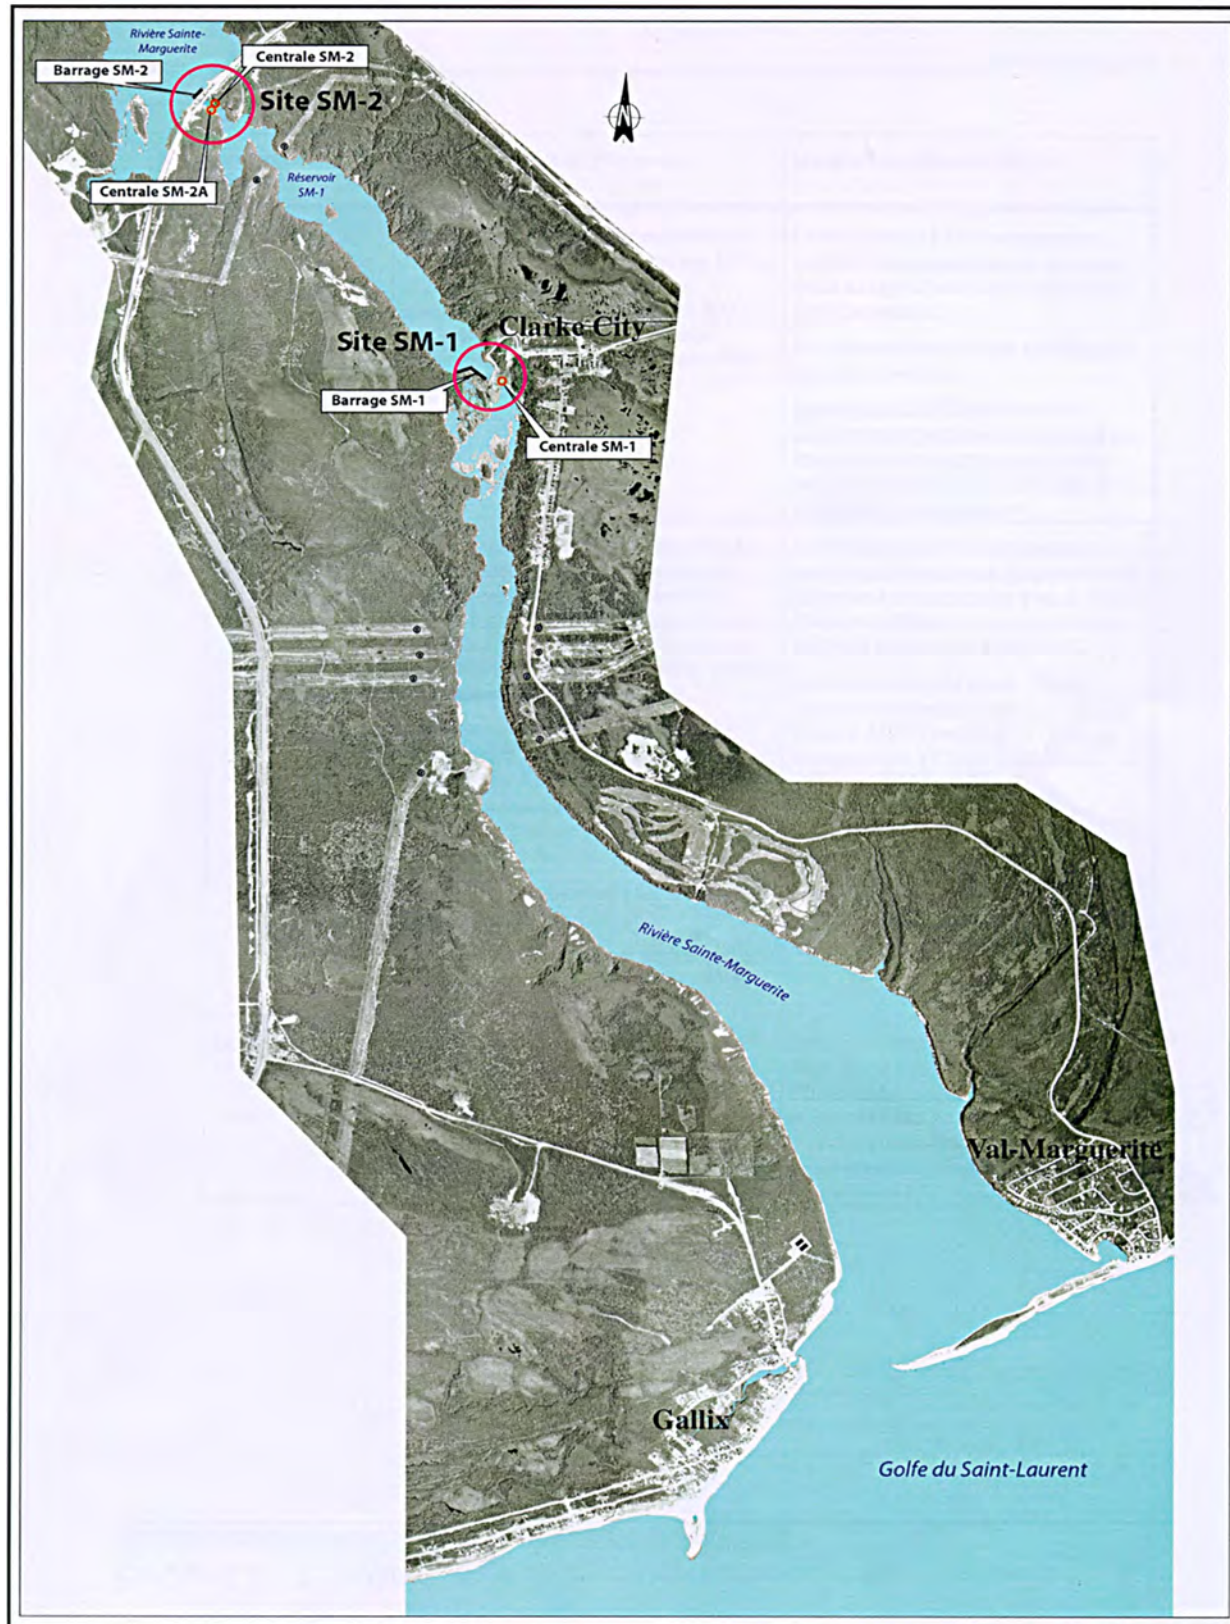 Rivière Sainte-
Marguerite
Centrale SM-2
Barrage SM-2
Site SM-2
N
Centrale SM-2A
Réservoir
SM-1
Clarke City
Site SM-1
Barrage SM-1
Centrale SM-1
Rivière Sainte-Marguerite
Val-Marguerite
Gallix
Golfe du Saint-Laurent